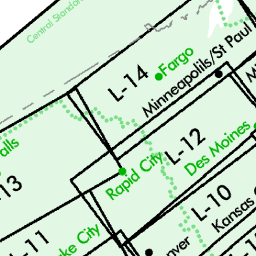 Central Standard
L-14
Fargo
Minneapolils/St Paul
L-12
Des Moines
Rapid City
L-10
Kansas
alls
13
L-11
ke City
nver